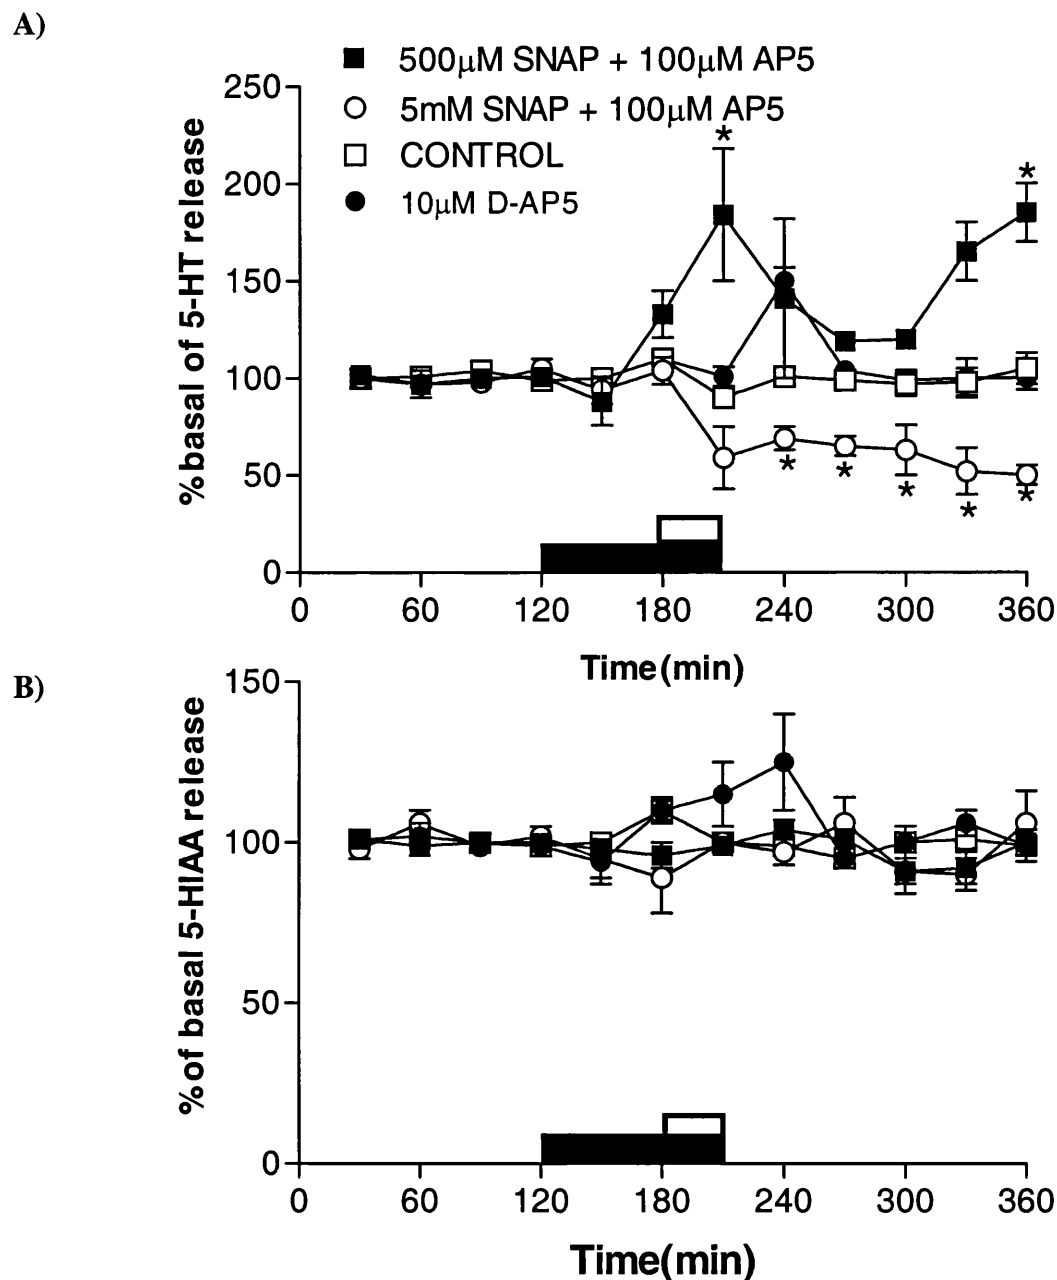 A)
500µM SNAP + 100µM AP5
5mM SNAP + 100µM AP5
CONTROL
10µM D-AP5
%basal of 5-HT release
250
200
150
100
50
0
* * * * * * * *
0 60 120 180 240 300 360
Time(min)
B)
% of basal 5-HIAA release
150
100
50
0
0 60 120 180 240 300 360
Time(min)